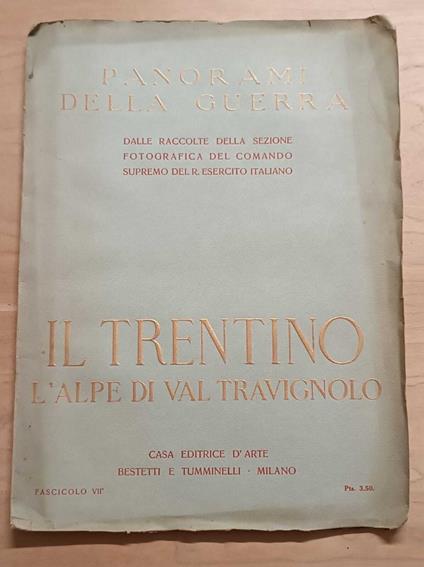 PANORAMI
DELLA GUERRA
DALLE RACCOLTE DELLA SEZIONE
FOTOGRAFICA DEL COMANDO
SUPREMO DEL R. ESERCITO ITALIANO
IL TRENTINO
L'ALPE DI VAL TRAVIGNOLO
CASA EDITRICE D'ARTE
BESTETTI E TUMMINELLI - MILANO
FASCICOLO VII° Pts. 3,50.